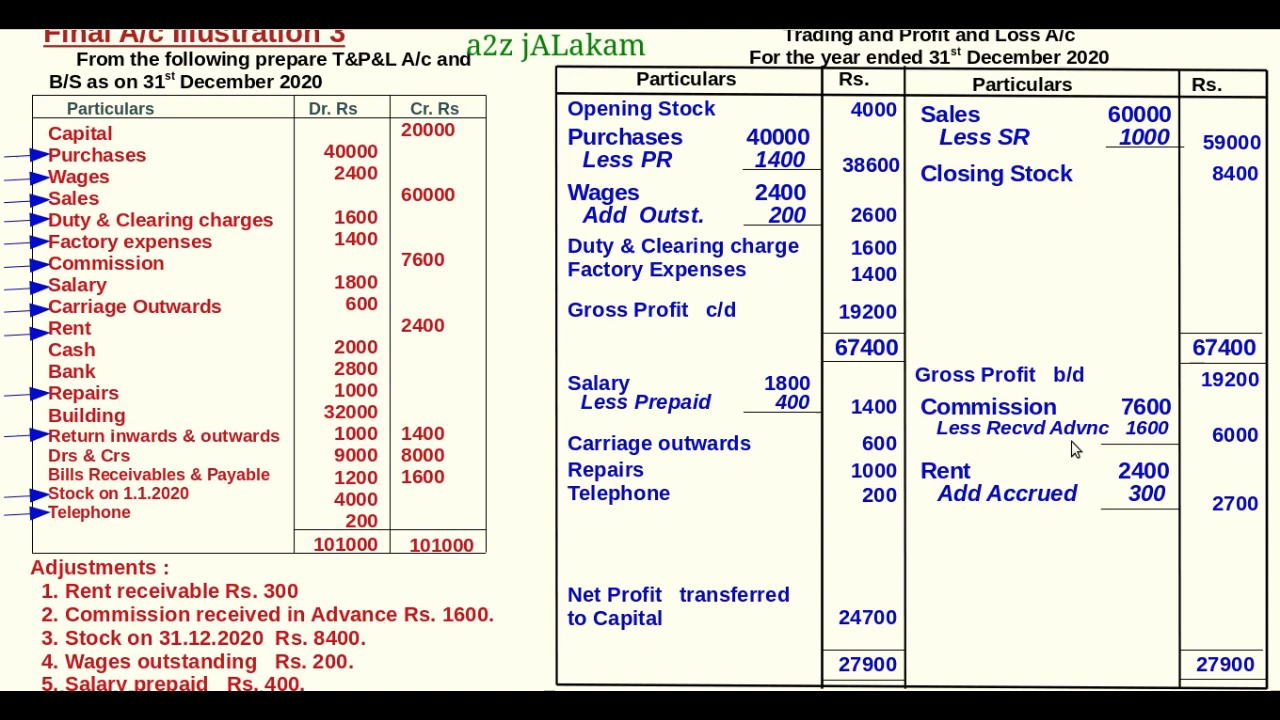 Final A/c Illustration 3
a2z jALakam
From the following prepare T&P&L A/c and
B/S as on 31st December 2020
Particulars Dr. Rs Cr. Rs
Capital 20000
Purchases 40000
Wages 2400
Sales 60000
Duty & Clearing charges 1600
Factory expenses 1400
Commission 7600
Salary 1800
Carriage Outwards 600
Rent 2400
Cash 2000
Bank 2800
Repairs 1000
Building 32000
Return inwards & outwards 1000 1400
Drs & Crs 9000 8000
Bills Receivables & Payable 1200 1600
Stock on 1.1.2020 4000
Telephone 200
101000 101000
Adjustments :
1. Rent receivable Rs. 300
2. Commission received in Advance Rs. 1600.
3. Stock on 31.12.2020 Rs. 8400.
4. Wages outstanding Rs. 200.
5. Salary prepaid Rs. 400.
Trading and Profit and Loss A/c
For the year ended 31st December 2020
Particulars Rs. Particulars Rs.
Opening Stock 4000 Sales 60000
Purchases 40000 Less SR 1000 59000
Less PR 1400 38600 Closing Stock 8400
Wages 2400
Add Outst. 200 2600
Duty & Clearing charge 1600
Factory Expenses 1400
Gross Profit c/d 19200
67400 67400
Gross Profit b/d 19200
Salary 1800
Less Prepaid 400 1400 Commission 7600
Less Recvd Advnc 1600 6000
Carriage outwards 600
Repairs 1000 Rent 2400
Telephone 200 Add Accrued 300 2700
Net Profit transferred
to Capital 24700
27900 27900